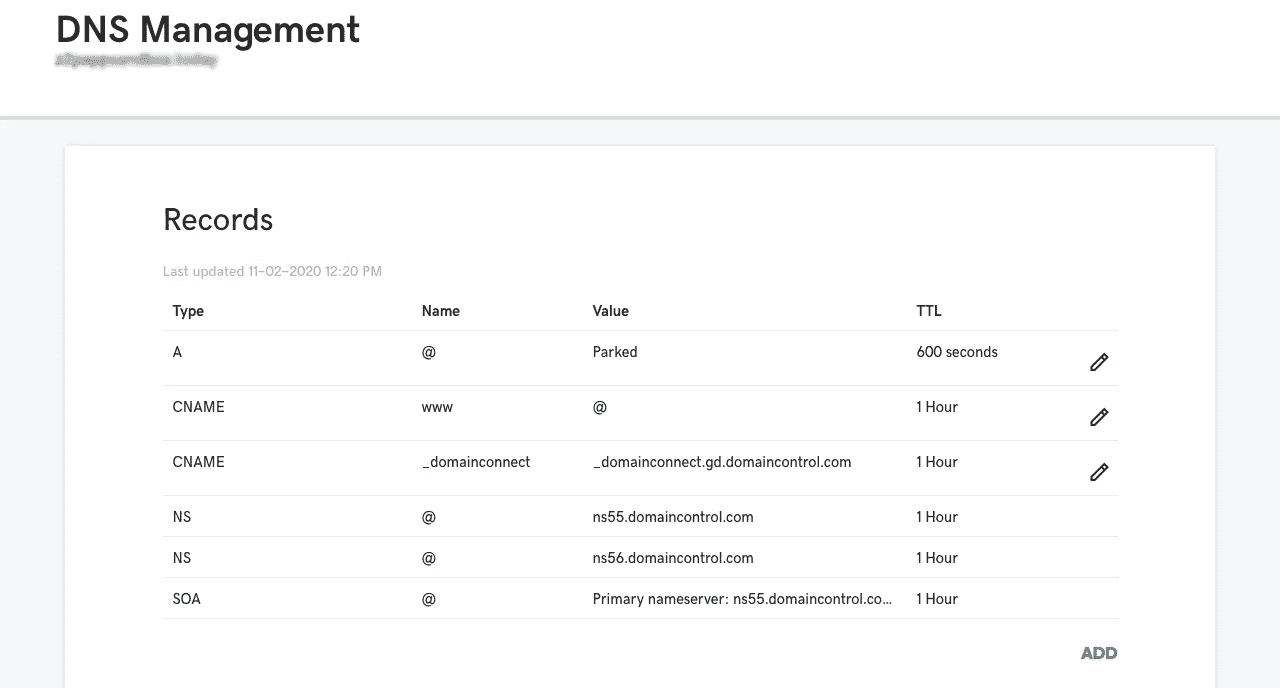 DNS Management
Records
Last updated 11-02-2020 12:20 PM
Type Name Value TTL
A @ Parked 600 seconds
CNAME www @ 1 Hour
CNAME _domainconnect _domainconnect.gd.domaincontrol.com 1 Hour
NS @ ns55.domaincontrol.com 1 Hour
NS @ ns56.domaincontrol.com 1 Hour
SOA @ Primary nameserver: ns55.domaincontrol.co... 1 Hour
ADD